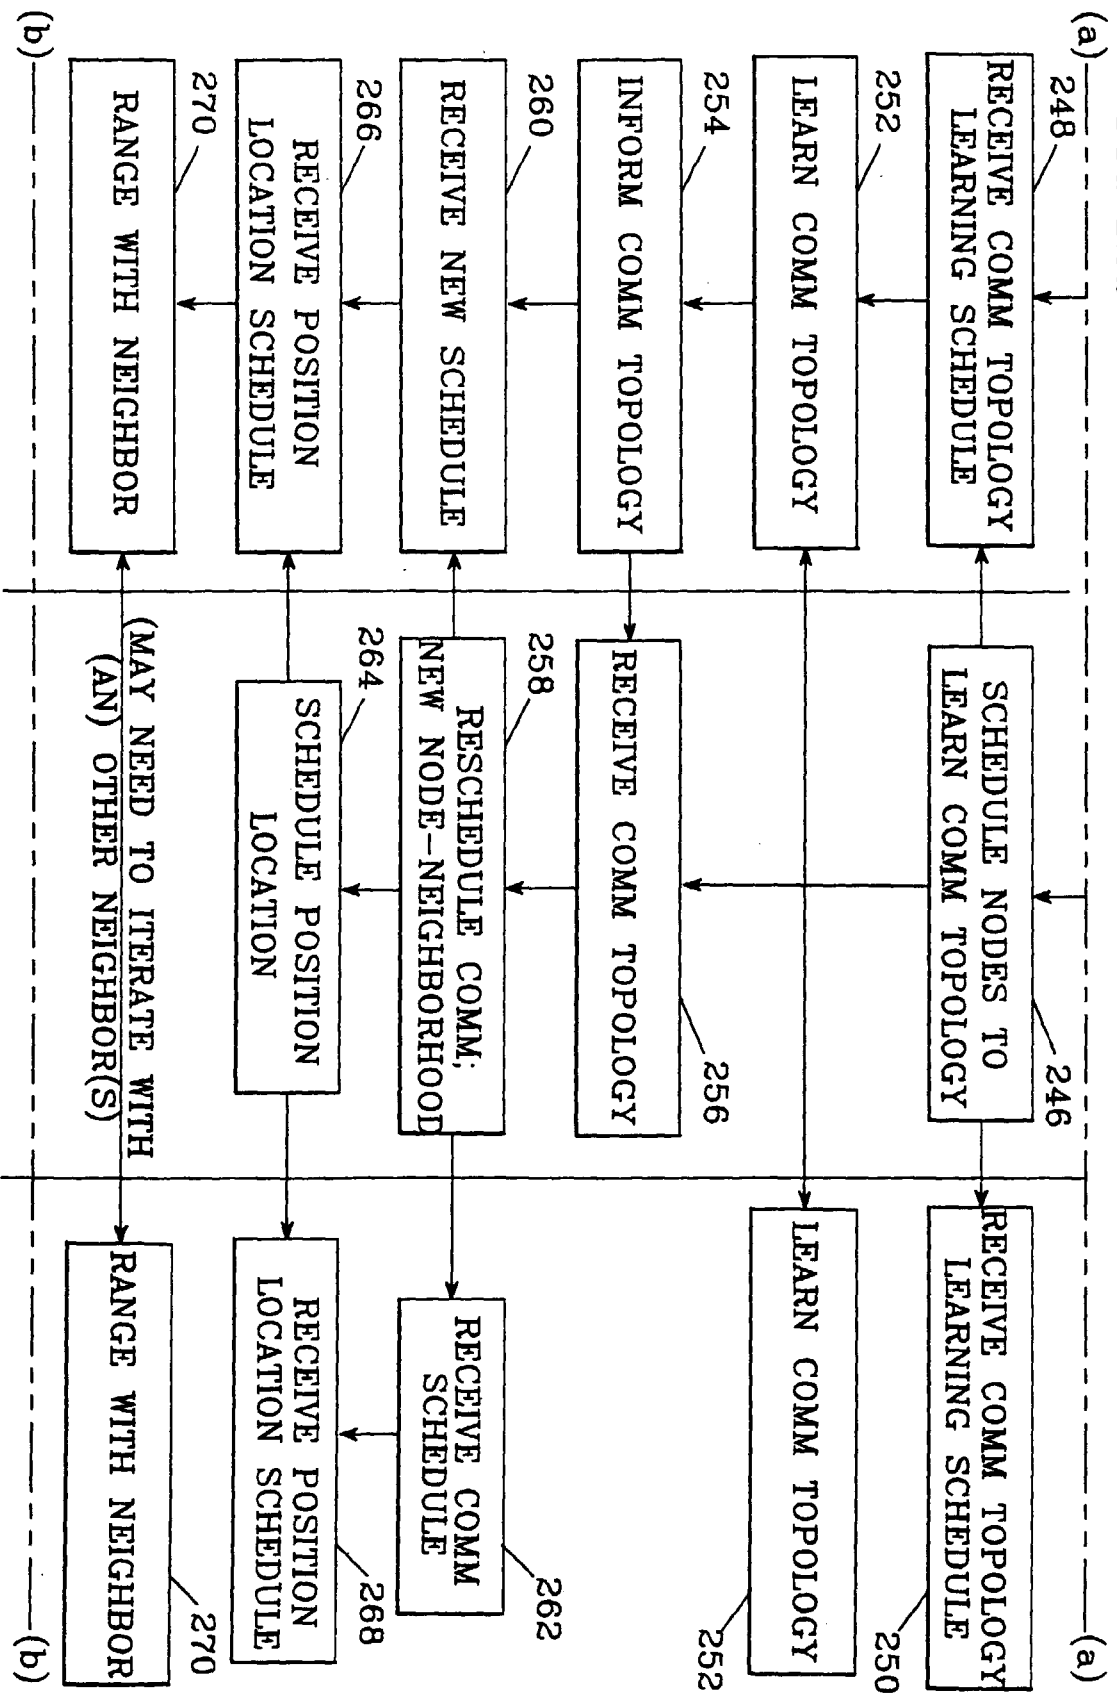 (a)
(a)
248
RECEIVE COMM TOPOLOGY
LEARNING SCHEDULE
246
SCHEDULE NODES TO
LEARN COMM TOPOLOGY
RECEIVE COMM TOPOLOGY
LEARNING SCHEDULE
250
252
LEARN COMM TOPOLOGY
LEARN COMM TOPOLOGY
252
254
INFORM COMM TOPOLOGY
256
RECEIVE COMM TOPOLOGY
260
RECEIVE NEW SCHEDULE
258
RESCHEDULE COMM;
NEW NODE-NEIGHBORHOOD
RECEIVE COMM
SCHEDULE
262
266
RECEIVE POSITION
LOCATION SCHEDULE
264
SCHEDULE POSITION
LOCATION
RECEIVE POSITION
LOCATION SCHEDULE
268
270
RANGE WITH NEIGHBOR
(MAY NEED TO ITERATE WITH
(AN) OTHER NEIGHBOR(S)
RANGE WITH NEIGHBOR
270
(b)
(b)